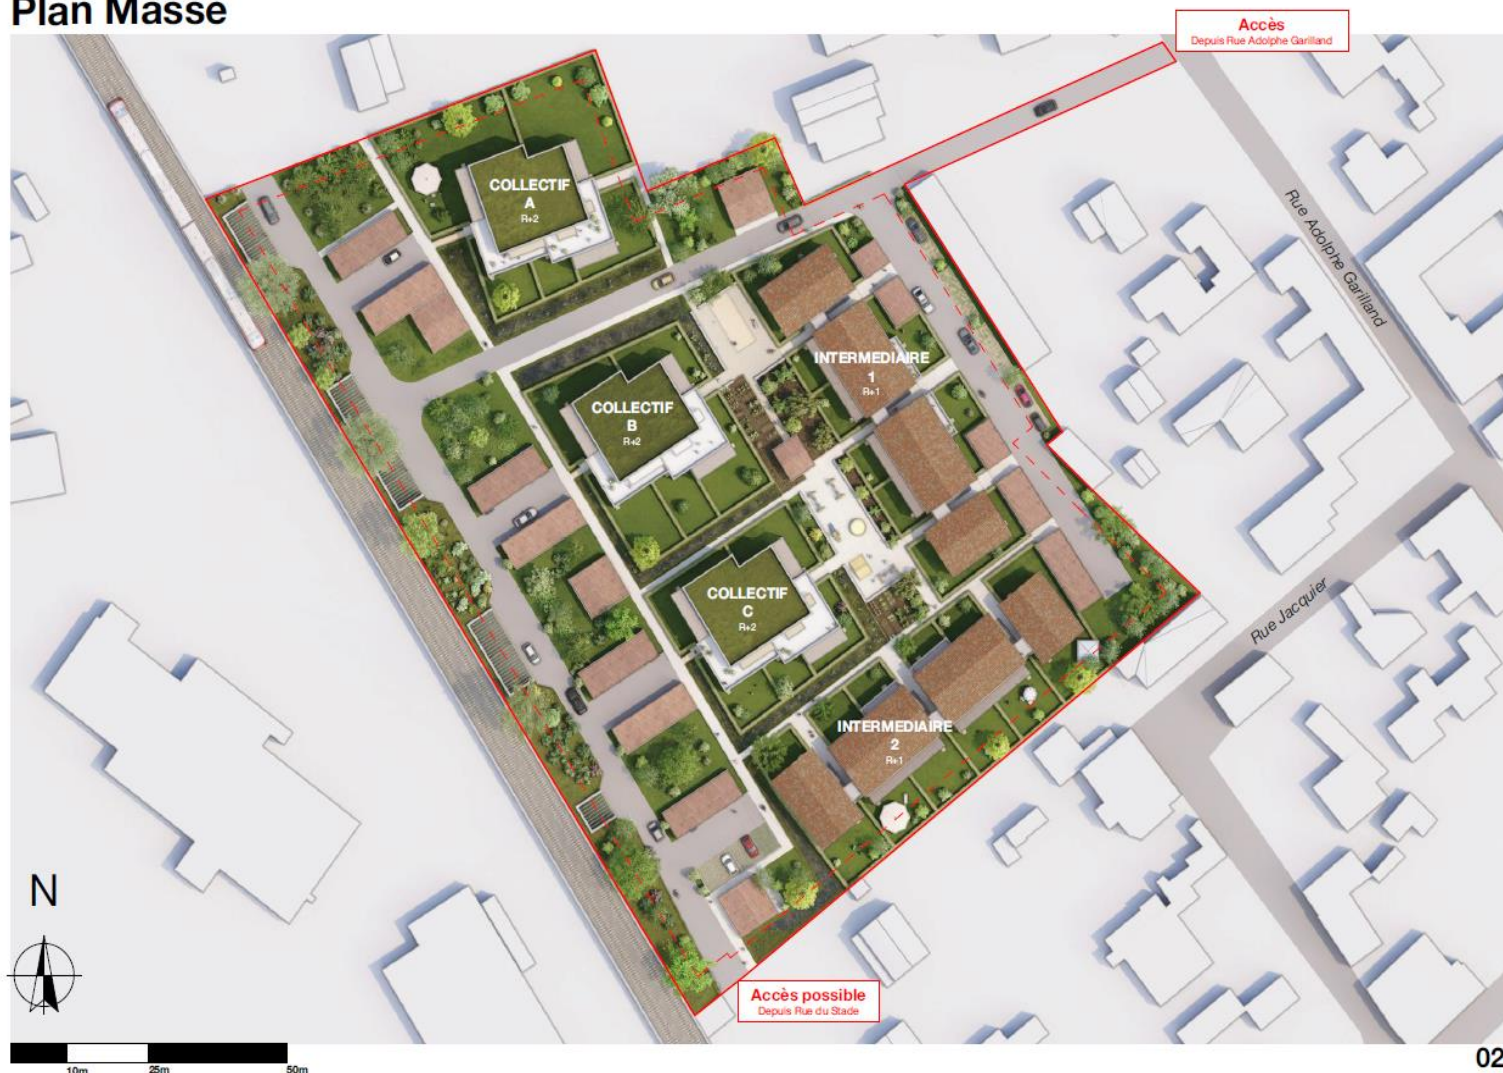 Plan Masse
Accès
Depuis Rue Adolphe Garilland
COLLECTIF
A
R+2
Rue Adolphe Garilland
INTERMEDIAIRE
1
R+1
COLLECTIF
B
R+2
COLLECTIF
C
R+2
Rue Jacquier
INTERMEDIAIRE
2
R+1
N
Accès possible
Depuis Rue du Stade
10m 25m 50m
02